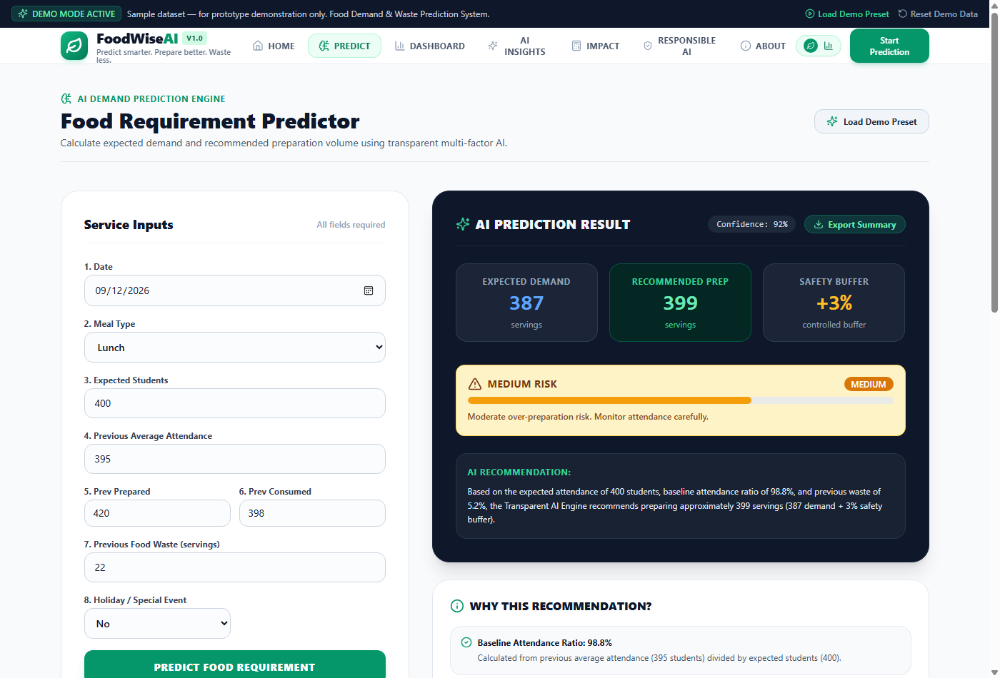 DEMO MODE ACTIVE Sample dataset — for prototype demonstration only. Food Demand & Waste Prediction System. Load Demo Preset Reset Demo Data
FoodWiseAI V1.0
Predict smarter. Prepare better. Waste
less.
HOME
PREDICT
DASHBOARD
AI
INSIGHTS
IMPACT
RESPONSIBLE
AI
ABOUT
Start
Prediction
AI DEMAND PREDICTION ENGINE
Food Requirement Predictor
Calculate expected demand and recommended preparation volume using transparent multi-factor AI.
Load Demo Preset
Service Inputs
All fields required
1. Date
09/12/2026
2. Meal Type
Lunch
3. Expected Students
400
4. Previous Average Attendance
395
5. Prev Prepared
420
6. Prev Consumed
398
7. Previous Food Waste (servings)
22
8. Holiday / Special Event
No
PREDICT FOOD REQUIREMENT
AI PREDICTION RESULT
Confidence: 92%
Export Summary
EXPECTED DEMAND
387
servings
RECOMMENDED PREP
399
servings
SAFETY BUFFER
+3%
controlled buffer
MEDIUM RISK
MEDIUM
Moderate over-preparation risk. Monitor attendance carefully.
AI RECOMMENDATION:
Based on the expected attendance of 400 students, baseline attendance ratio of 98.8%, and previous waste of
5.2%, the Transparent AI Engine recommends preparing approximately 399 servings (387 demand + 3% safety
buffer).
WHY THIS RECOMMENDATION?
Baseline Attendance Ratio: 98.8%
Calculated from previous average attendance (395 students) divided by expected students (400).